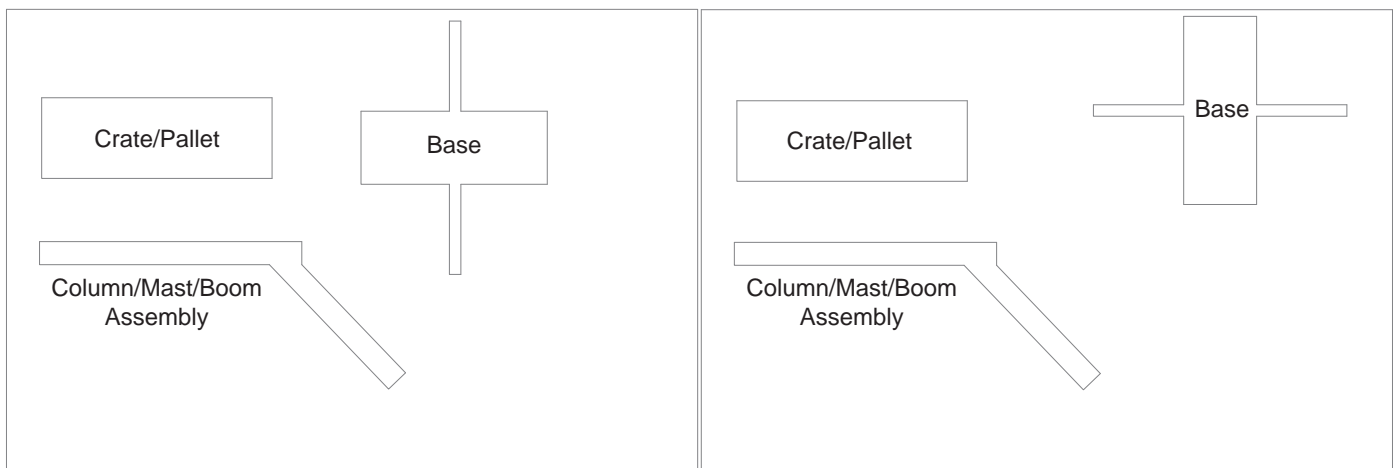 Crate/Pallet
Base
Column/Mast/Boom
Assembly
Base
Crate/Pallet
Column/Mast/Boom
Assembly